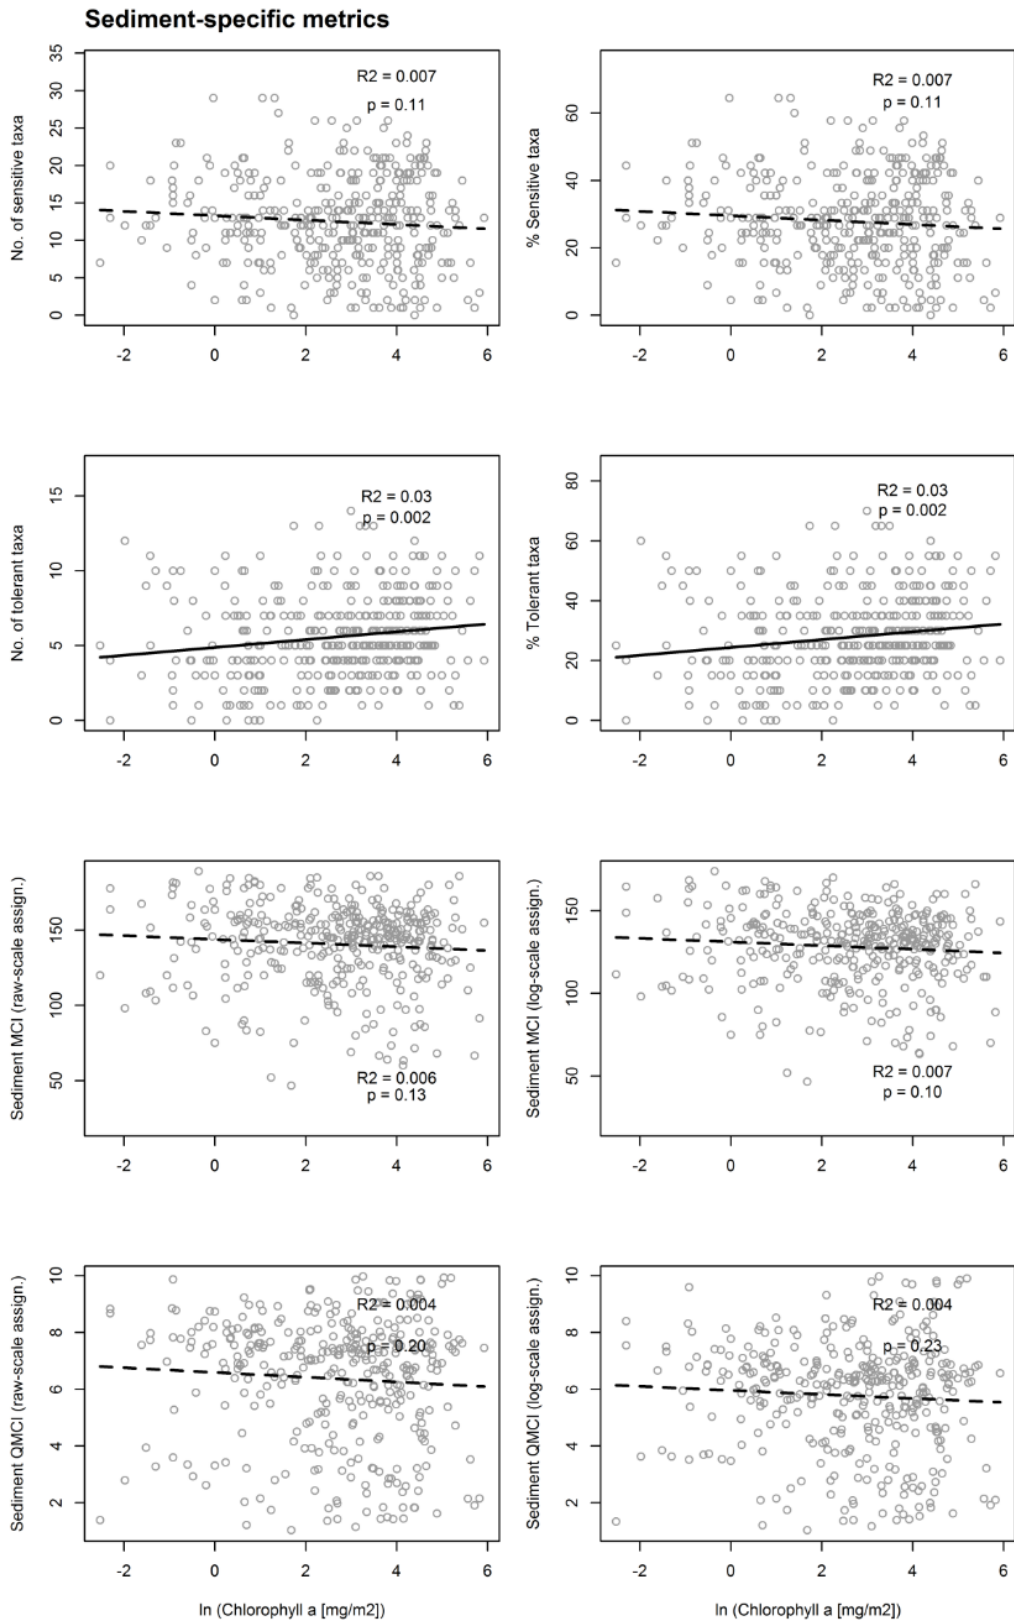 Sediment-specific metrics
No. of sensitive taxa
0 5 10 15 20 25 30 35
R2 = 0.007
p = 0.11
-2 0 2 4 6
% Sensitive taxa
0 20 40 60
R2 = 0.007
p = 0.11
-2 0 2 4 6
No. of tolerant taxa
0 5 10 15
R2 = 0.03
p = 0.002
-2 0 2 4 6
% Tolerant taxa
0 20 40 60 80
R2 = 0.03
p = 0.002
-2 0 2 4 6
Sediment MCI (raw-scale assign.)
50 100 150
R2 = 0.006
p = 0.13
-2 0 2 4 6
Sediment MCI (log-scale assign.)
50 100 150
R2 = 0.007
p = 0.10
-2 0 2 4 6
Sediment QMCI (raw-scale assign.)
2 4 6 8 10
R2 = 0.004
p = 0.20
-2 0 2 4 6
ln (Chlorophyll a [mg/m2])
Sediment QMCI (log-scale assign.)
2 4 6 8 10
R2 = 0.004
p = 0.23
-2 0 2 4 6
ln (Chlorophyll a [mg/m2])